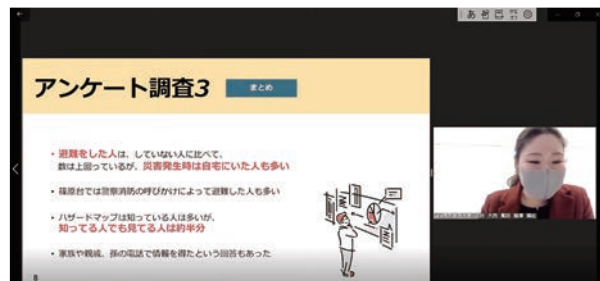 アンケート調査3
まとめ
・避難をした人は、していない人に比べて、
数は上回っているが、災害発生時は自宅にいた人も多い
・篠原台では警察消防の呼びかけによって避難した人も多い
・ハザードマップは知っている人は多いが、
知ってる人でも見てる人は約半分
・家族や親戚、孫の電話で情報を得たという回答もあった
8